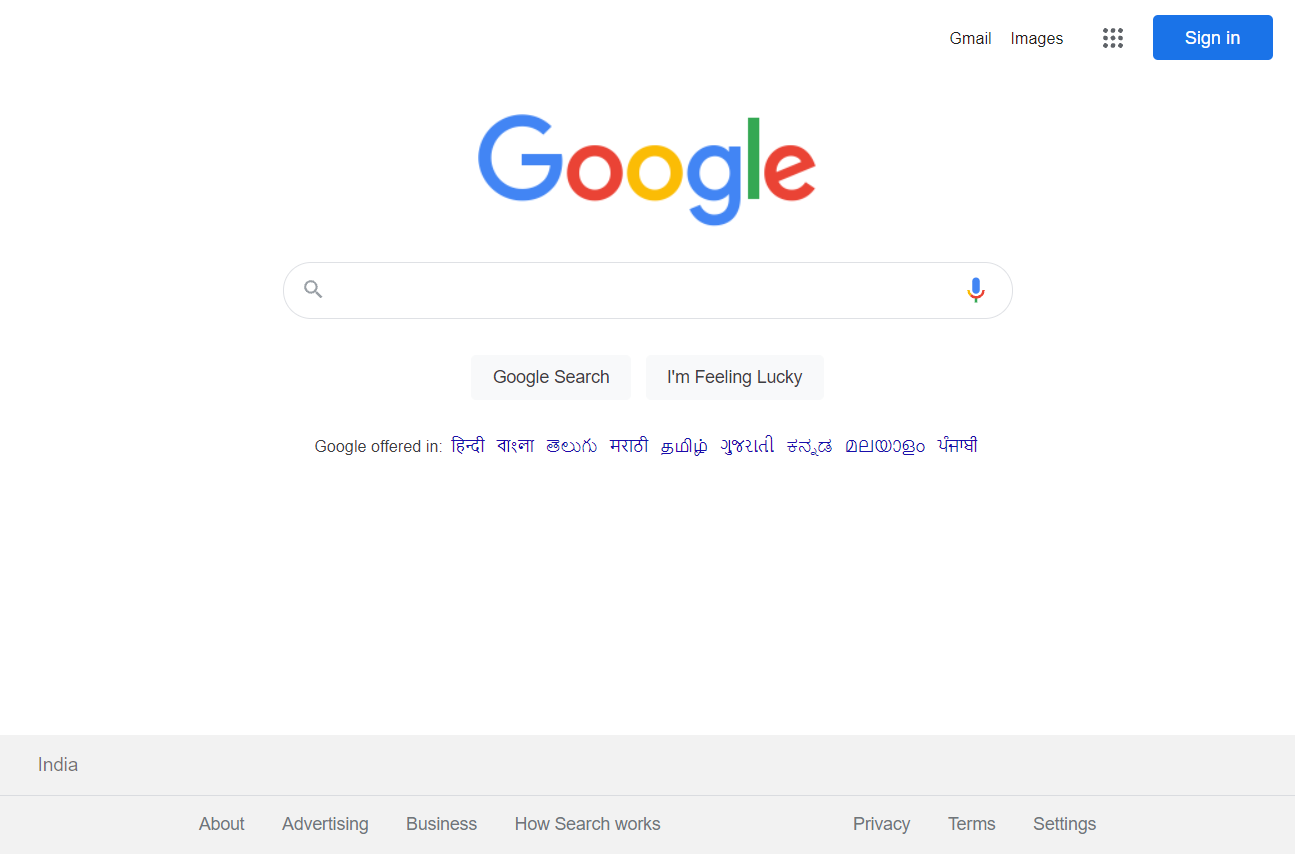 Gmail Images Sign in
Google
Google Search I'm Feeling Lucky
Google offered in: हिन्दी বাংলা తెలుగు मराठी தமிழ் ગુજરાતી ಕನ್ನಡ മലയാളം ਪੰਜਾਬੀ
India
About Advertising Business How Search works Privacy Terms Settings